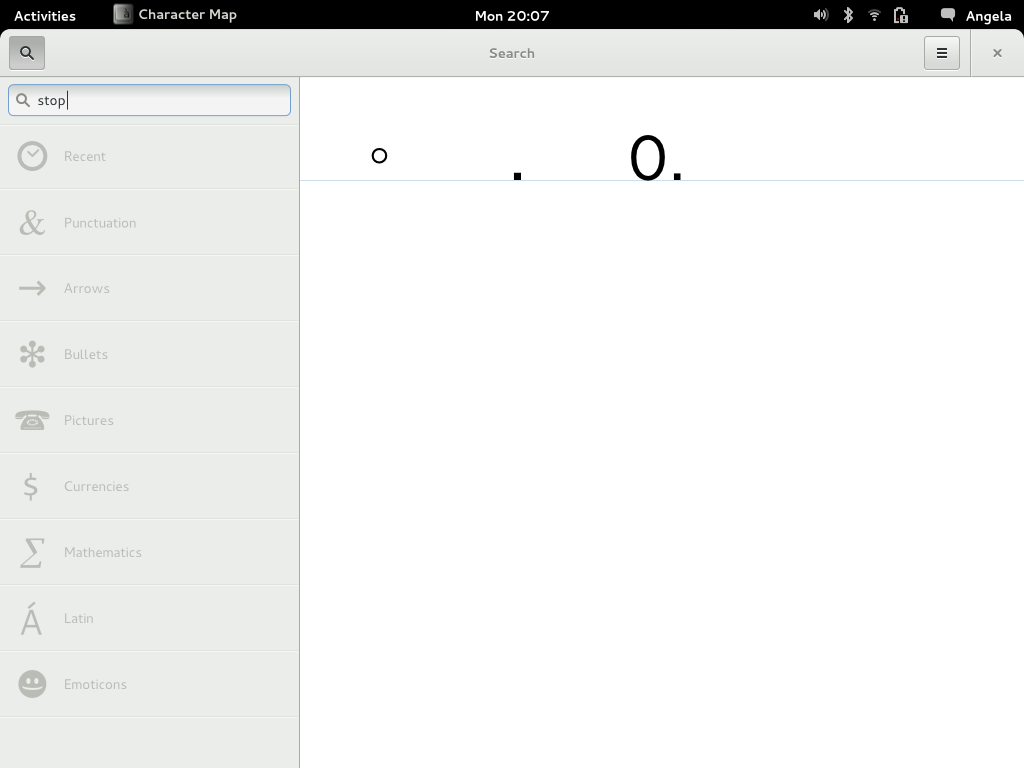 Activities
Character Map
Mon 20:07
Angela
Search
stop
Recent
Punctuation
Arrows
Bullets
Pictures
Currencies
Mathematics
Latin
Emoticons
° . 0.
& $ Σ Á